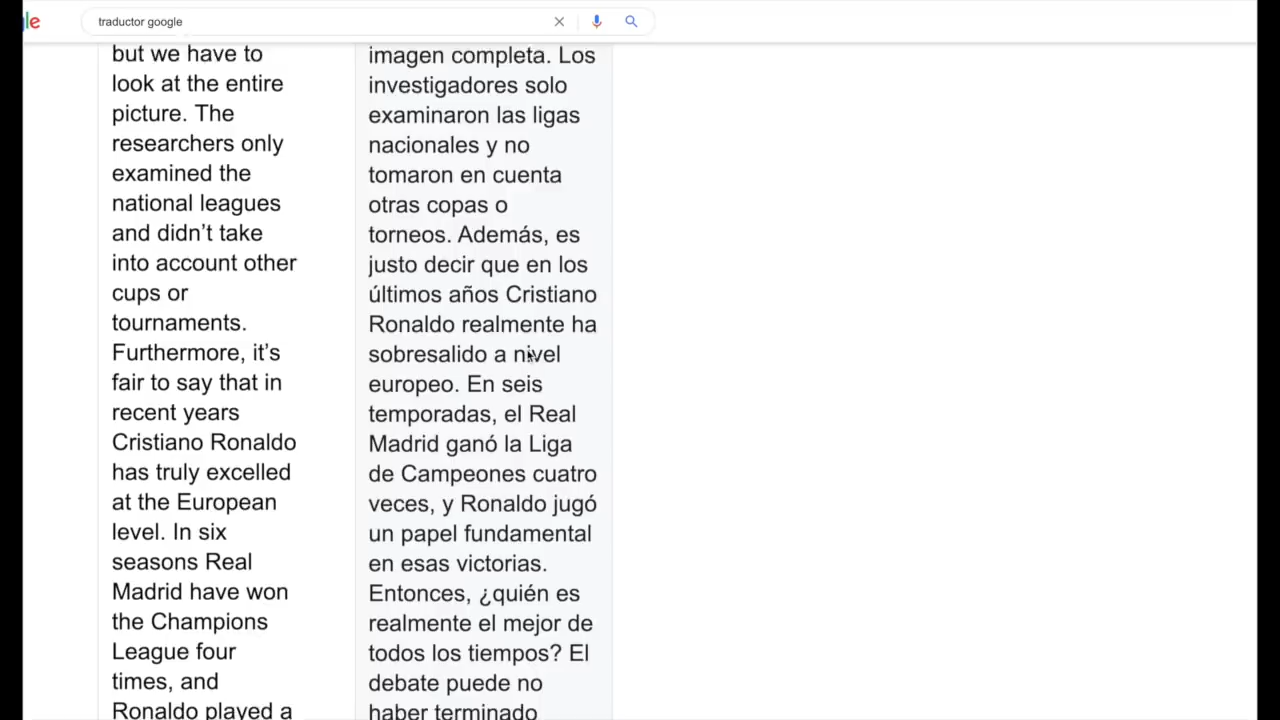 le
traductor google
but we have to
look at the entire
picture. The
researchers only
examined the
national leagues
and didn’t take
into account other
cups or
tournaments.
Furthermore, it’s
fair to say that in
recent years
Cristiano Ronaldo
has truly excelled
at the European
level. In six
seasons Real
Madrid have won
the Champions
League four
times, and
Ronaldo played a
imagen completa. Los
investigadores solo
examinaron las ligas
nacionales y no
tomaron en cuenta
otras copas o
torneos. Además, es
justo decir que en los
últimos años Cristiano
Ronaldo realmente ha
sobresalido a nivel
europeo. En seis
temporadas, el Real
Madrid ganó la Liga
de Campeones cuatro
veces, y Ronaldo jugó
un papel fundamental
en esas victorias.
Entonces, ¿quién es
realmente el mejor de
todos los tiempos? El
debate puede no
haber terminado